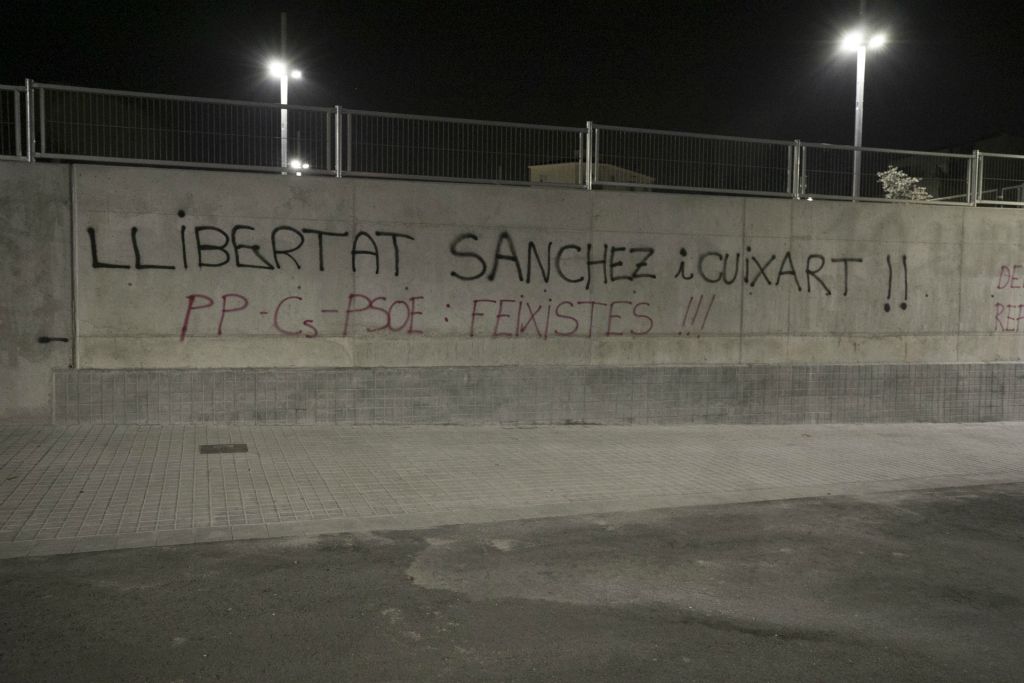 LLiBERTAT SANCHEZ i CUiXART !!
PP - Cs - PSOE : FEIXISTES !!!